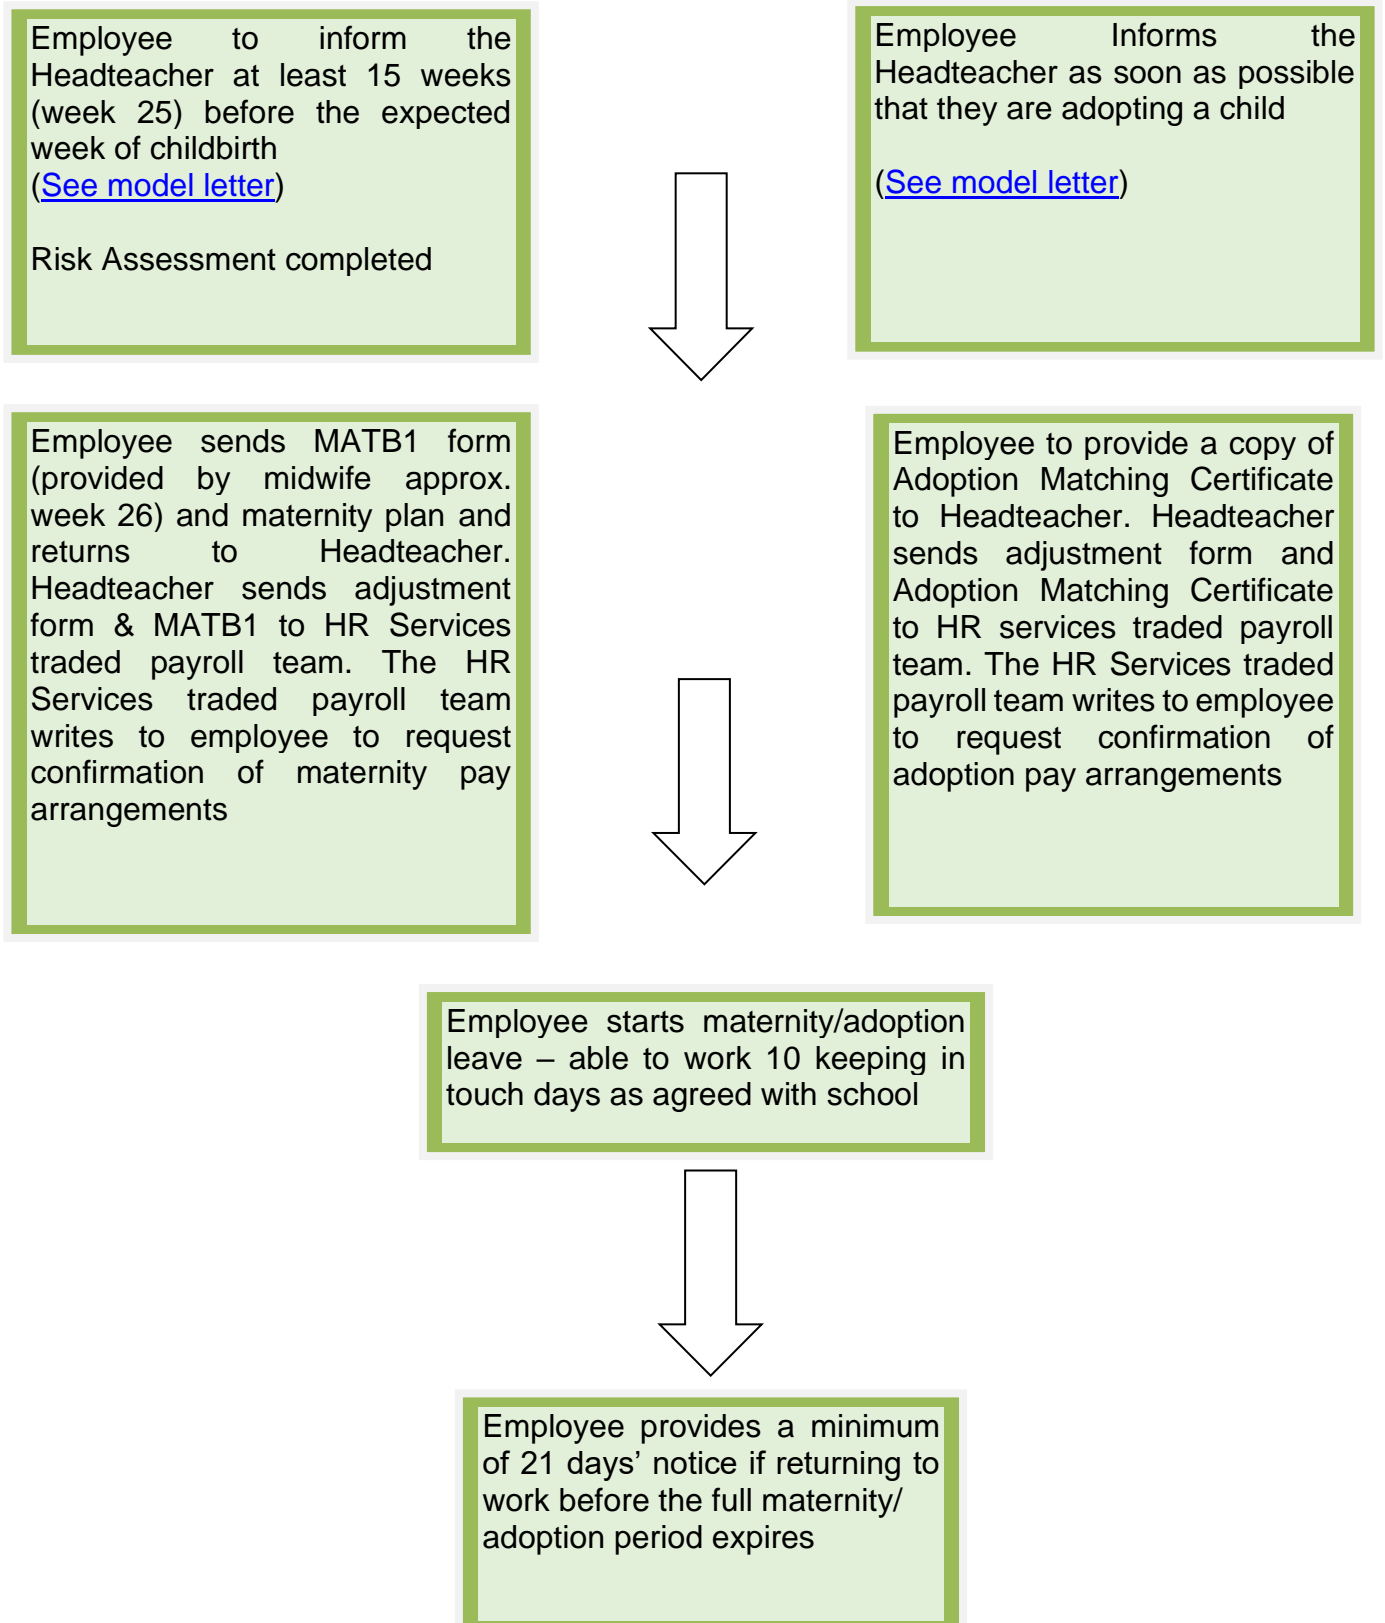 Employee to inform the
Headteacher at least 15 weeks
(week 25) before the expected
week of childbirth
(See model letter)
Risk Assessment completed
Employee Informs the
Headteacher as soon as possible
that they are adopting a child
(See model letter)
Employee sends MATB1 form
(provided by midwife approx.
week 26) and maternity plan and
returns to Headteacher.
Headteacher sends adjustment
form & MATB1 to HR Services
traded payroll team. The HR
Services traded payroll team
writes to employee to request
confirmation of maternity pay
arrangements
Employee to provide a copy of
Adoption Matching Certificate
to Headteacher. Headteacher
sends adjustment form and
Adoption Matching Certificate
to HR services traded payroll
team. The HR Services traded
payroll team writes to employee
to request confirmation of
adoption pay arrangements
Employee starts maternity/adoption
leave – able to work 10 keeping in
touch days as agreed with school
Employee provides a minimum
of 21 days’ notice if returning to
work before the full maternity/
adoption period expires